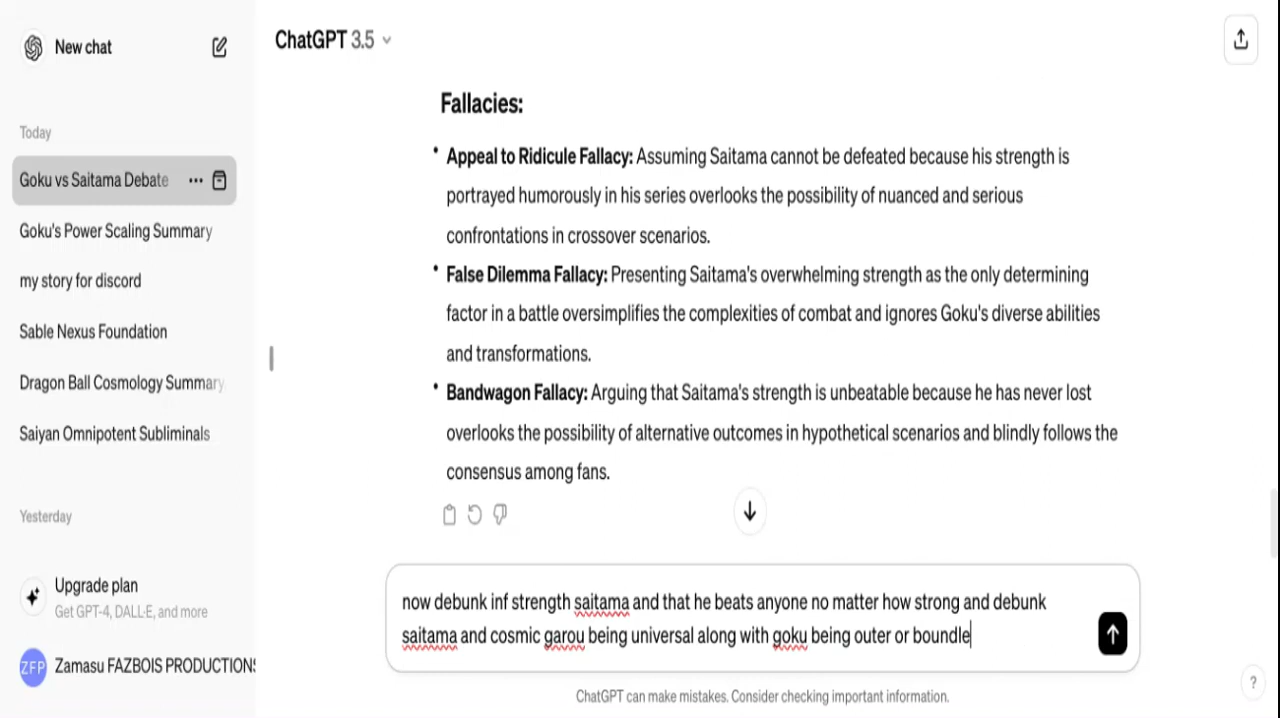 New chat
Today
Goku vs Saitama Debate
Goku's Power Scaling Summary
my story for discord
Sable Nexus Foundation
Dragon Ball Cosmology Summary
Saiyan Omnipotent Subliminals
Yesterday
Upgrade plan
Get GPT-4, DALL·E, and more
ZFP
Zamasu FAZBOIS PRODUCTIONS
ChatGPT 3.5
Fallacies:
• Appeal to Ridicule Fallacy: Assuming Saitama cannot be defeated because his strength is
portrayed humorously in his series overlooks the possibility of nuanced and serious
confrontations in crossover scenarios.
• False Dilemma Fallacy: Presenting Saitama's overwhelming strength as the only determining
factor in a battle oversimplifies the complexities of combat and ignores Goku's diverse abilities
and transformations.
• Bandwagon Fallacy: Arguing that Saitama's strength is unbeatable because he has never lost
overlooks the possibility of alternative outcomes in hypothetical scenarios and blindly follows the
consensus among fans.
now debunk inf strength saitama and that he beats anyone no matter how strong and debunk
saitama and cosmic garou being universal along with goku being outer or boundle
ChatGPT can make mistakes. Consider checking important information.
?